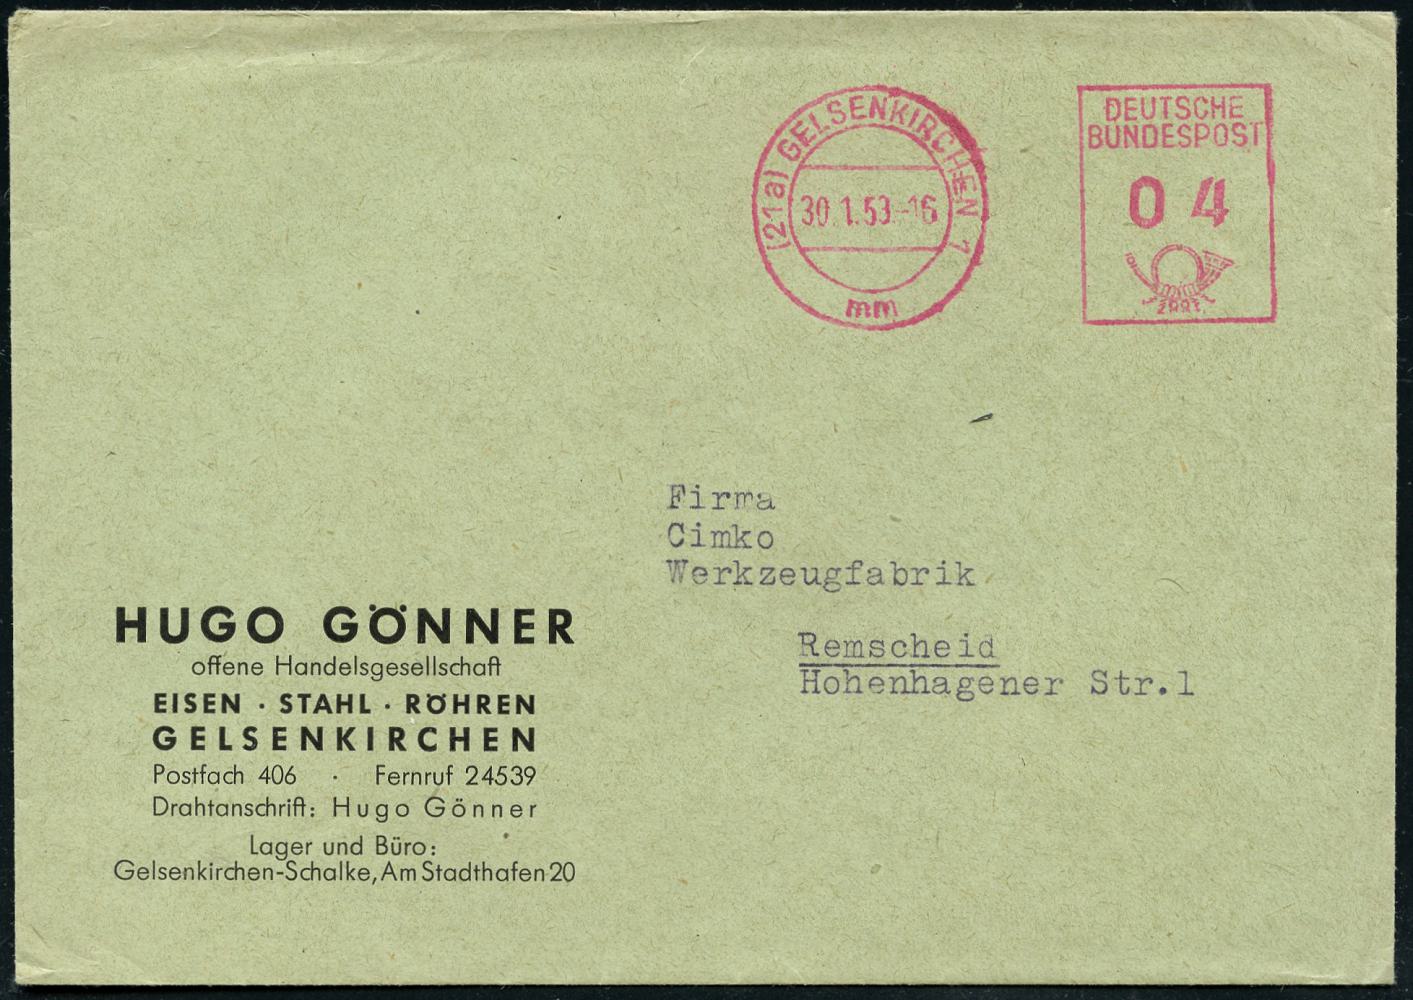 (21a) GELSENKIRCHEN 1
30.1.53.-16
mm
DEUTSCHE
BUNDESPOST
04
Firma
Cimko
Werkzeugfabrik
Remscheid
Hohenhagener Str.1
HUGO GÖNNER
offene Handelsgesellschaft
EISEN · STAHL · RÖHREN
GELSENKIRCHEN
Postfach 406 · Fernruf 24539
Drahtanschrift: Hugo Gönner
Lager und Büro:
Gelsenkirchen-Schalke, Am Stadthafen 20